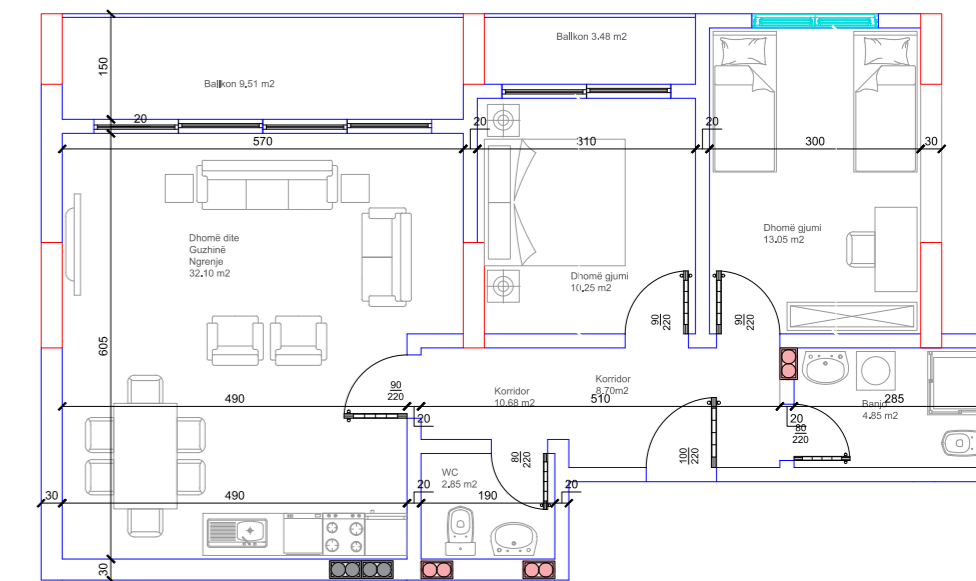 Ballkon 3.48 m2
150
Ballkon 9.51 m2
20
20
20
570
310
300
30
Dhomë dite
Guzhinë
Ngrenje
32.10 m2
Dhomë gjumi
13.05 m2
Dhomë gjumi
10.25 m2
90
220
90
220
605
90
220
Korridor
10.68 m2
Korridor
8.70m2
Banjo
4.85 m2
490
510
285
20
20
80
220
80
220
100
220
WC
2.85 m2
30
490
20
190
20
30